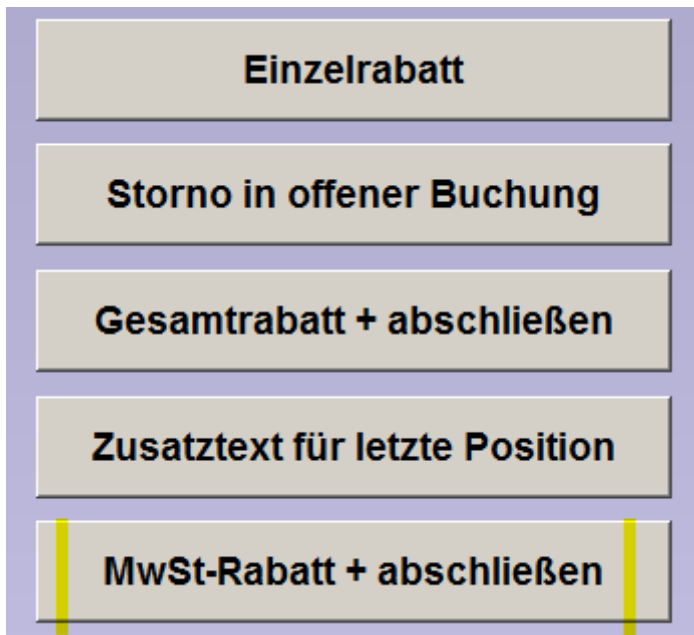 Einzelrabatt
Storno in offener Buchung
Gesamtrabatt + abschließen
Zusatztext für letzte Position
MwSt-Rabatt + abschließen